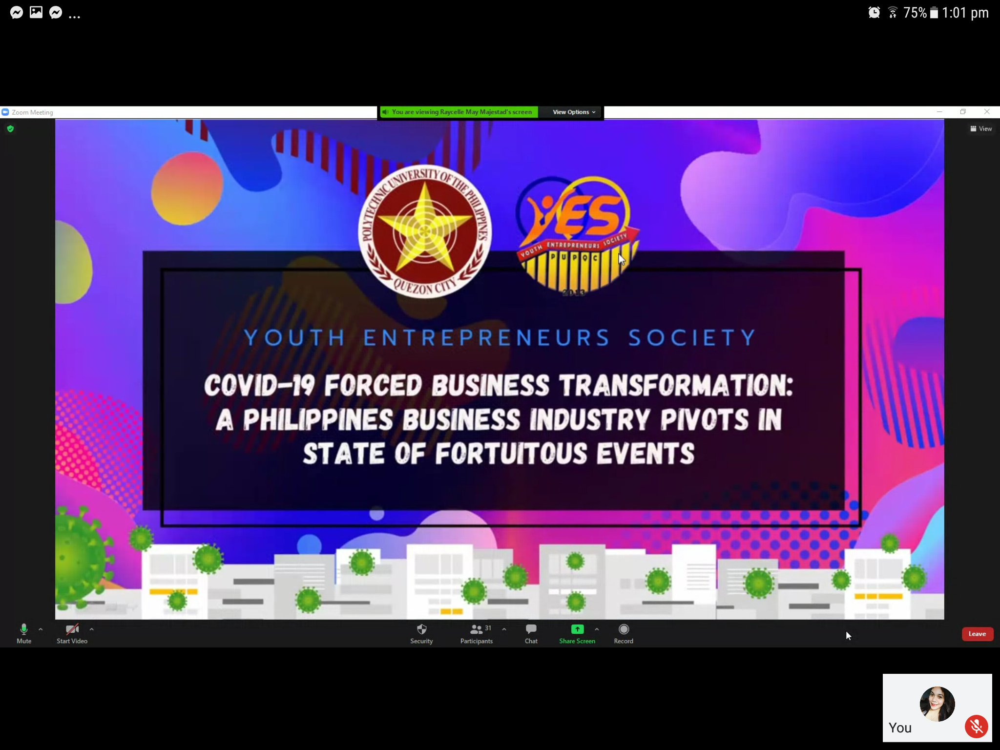 ... 75% 1:01 pm
Zoom Meeting
You are viewing Raycelle May Majestad's screen
View Options
View
POLYTECHNIC UNIVERSITY OF THE PHILIPPINES
QUEZON CITY
YES
YOUTH ENTREPRENEURS SOCIETY
PUPQC
2013
YOUTH ENTREPRENEURS SOCIETY
COVID-19 FORCED BUSINESS TRANSFORMATION:
A PHILIPPINES BUSINESS INDUSTRY PIVOTS IN
STATE OF FORTUITOUS EVENTS
31
Mute
Start Video
Security
Participants
Chat
Share Screen
Record
Leave
You